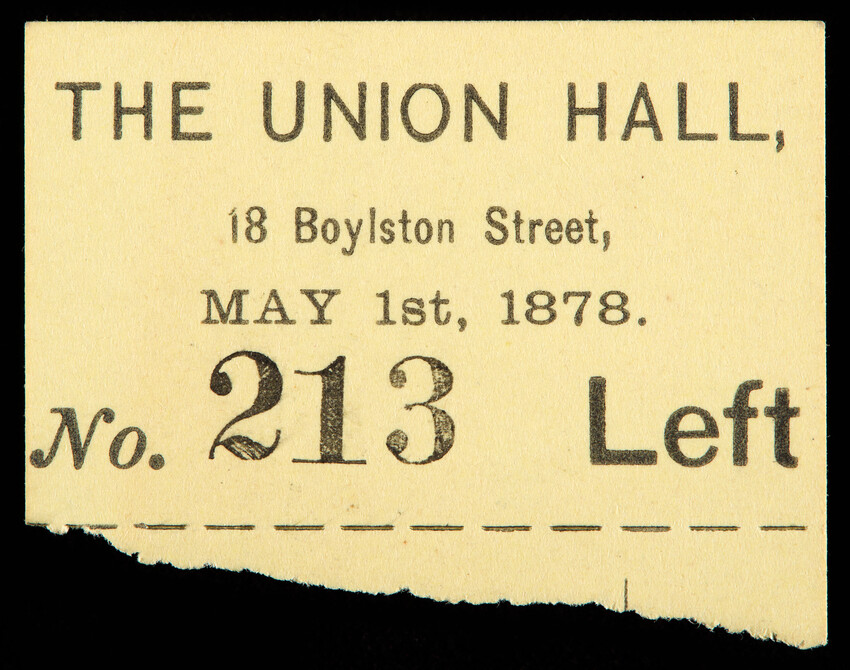 THE UNION HALL,
18 Boylston Street,
MAY 1st, 1878.
No. 213 Left